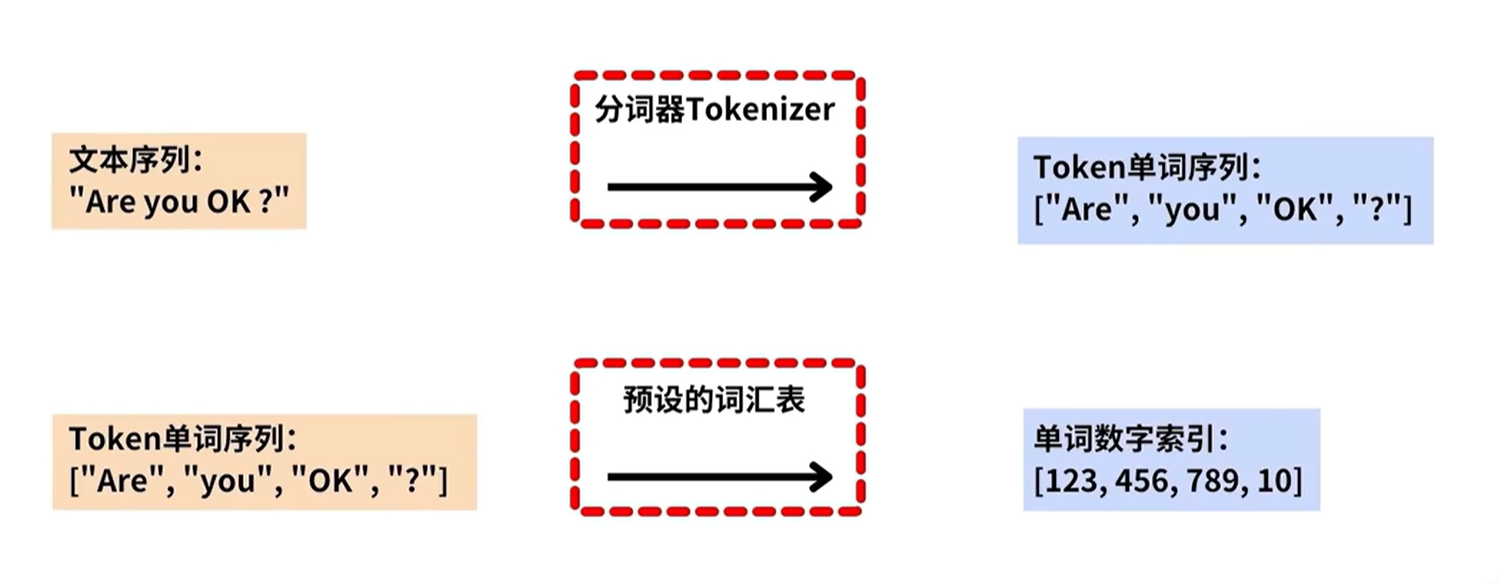 分词器Tokenizer
文本序列：
"Are you OK ?"
Token单词序列：
["Are", "you", "OK", "?"]
预设的词汇表
Token单词序列：
["Are", "you", "OK", "?"]
单词数字索引：
[123, 456, 789, 10]